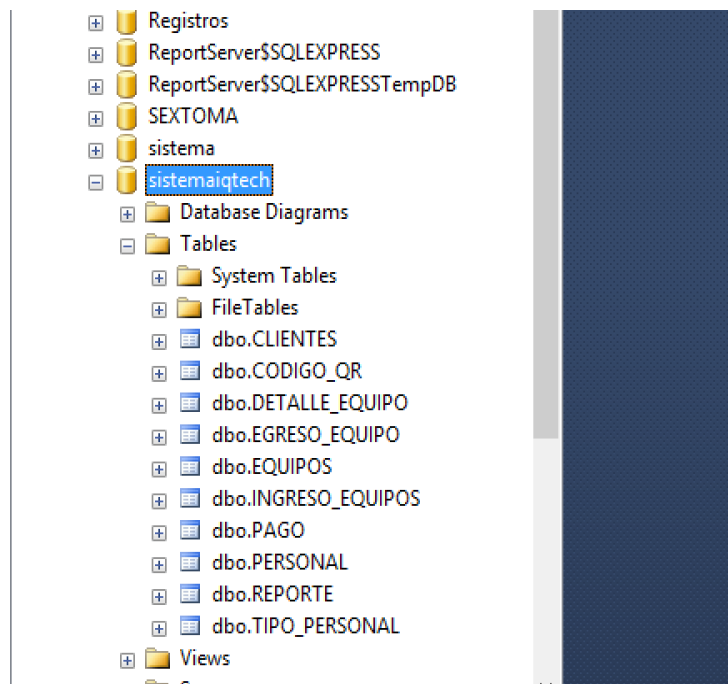 Registros
ReportServer$SQLEXPRESS
ReportServer$SQLEXPRESSTempDB
SEXTOMA
sistema
sistemaiqtech
Database Diagrams
Tables
System Tables
FileTables
dbo.CLIENTES
dbo.CODIGO_QR
dbo.DETALLE_EQUIPO
dbo.EGRESO_EQUIPO
dbo.EQUIPOS
dbo.INGRESO_EQUIPOS
dbo.PAGO
dbo.PERSONAL
dbo.REPORTE
dbo.TIPO_PERSONAL
Views